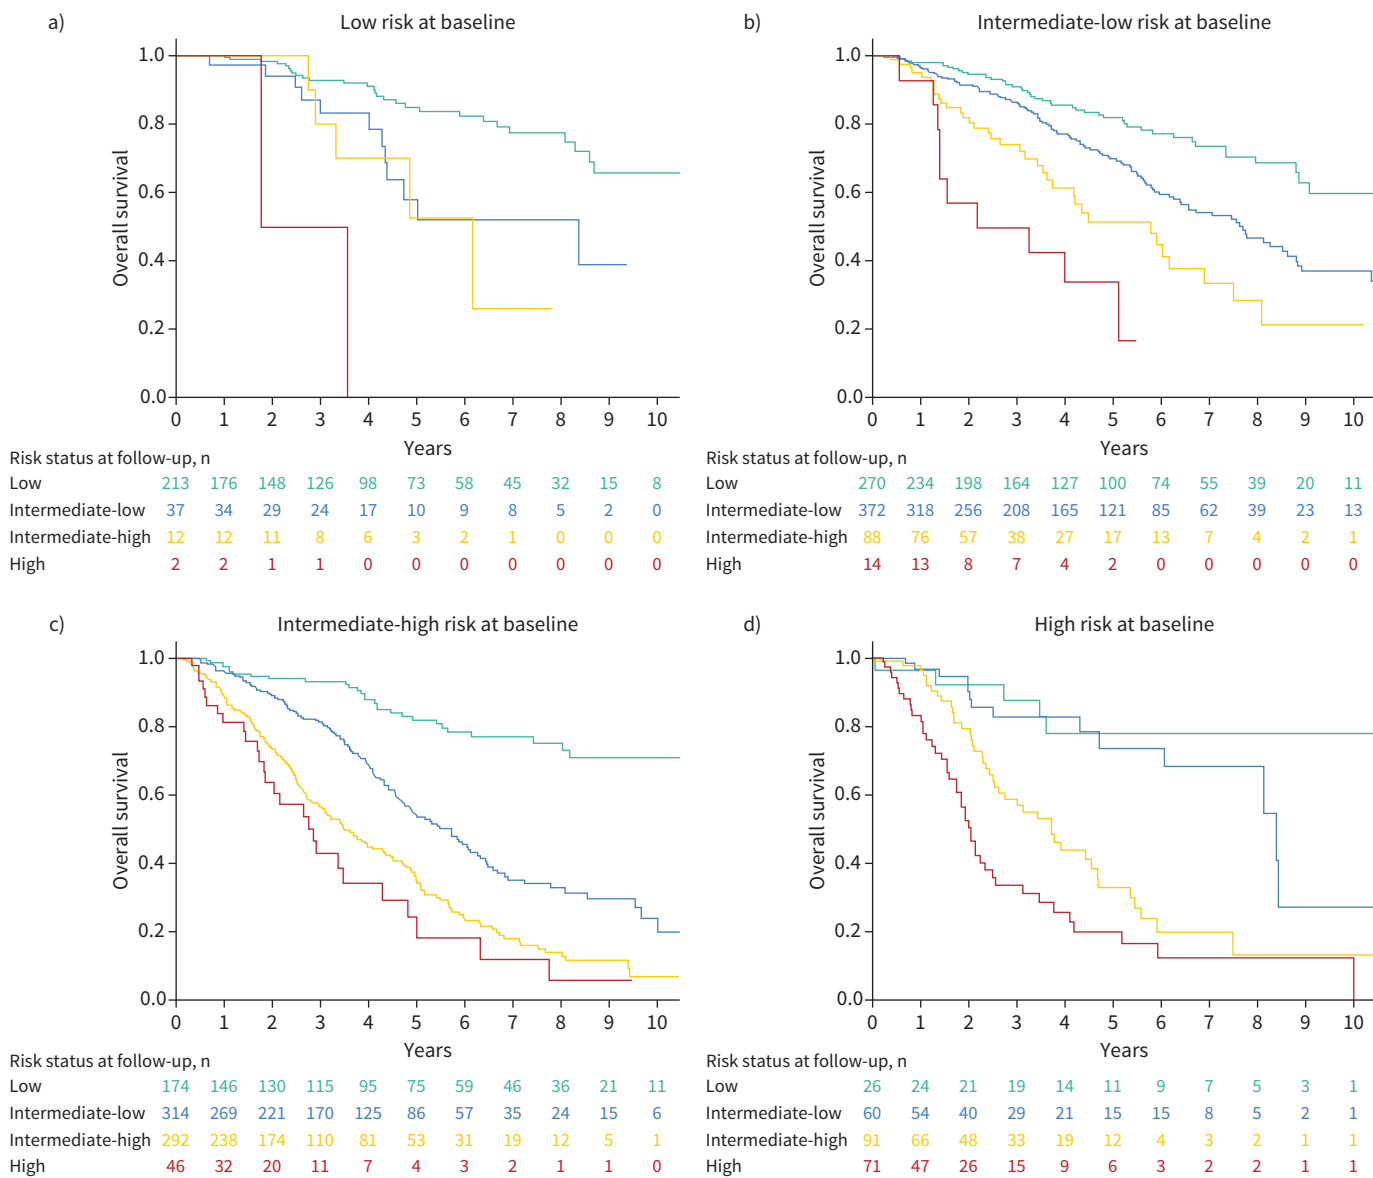 a) Low risk at baseline
Overall survival
1.0
0.8
0.6
0.4
0.2
0.0
0 1 2 3 4 5 6 7 8 9 10
Years
Risk status at follow-up, n
Low 213 176 148 126 98 73 58 45 32 15 8
Intermediate-low 37 34 29 24 17 10 9 8 5 2 0
Intermediate-high 12 12 11 8 6 3 2 1 0 0 0
High 2 2 1 1 0 0 0 0 0 0 0
b) Intermediate-low risk at baseline
Overall survival
1.0
0.8
0.6
0.4
0.2
0.0
0 1 2 3 4 5 6 7 8 9 10
Years
Risk status at follow-up, n
Low 270 234 198 164 127 100 74 55 39 20 11
Intermediate-low 372 318 256 208 165 121 85 62 39 23 13
Intermediate-high 88 76 57 38 27 17 13 7 4 2 1
High 14 13 8 7 4 2 0 0 0 0 0
c) Intermediate-high risk at baseline
Overall survival
1.0
0.8
0.6
0.4
0.2
0.0
0 1 2 3 4 5 6 7 8 9 10
Years
Risk status at follow-up, n
Low 174 146 130 115 95 75 59 46 36 21 11
Intermediate-low 314 269 221 170 125 86 57 35 24 15 6
Intermediate-high 292 238 174 110 81 53 31 19 12 5 1
High 46 32 20 11 7 4 3 2 1 1 0
d) High risk at baseline
Overall survival
1.0
0.8
0.6
0.4
0.2
0.0
0 1 2 3 4 5 6 7 8 9 10
Years
Risk status at follow-up, n
Low 26 24 21 19 14 11 9 7 5 3 1
Intermediate-low 60 54 40 29 21 15 15 8 5 2 1
Intermediate-high 91 66 48 33 19 12 4 3 2 1 1
High 71 47 26 15 9 6 3 2 2 1 1